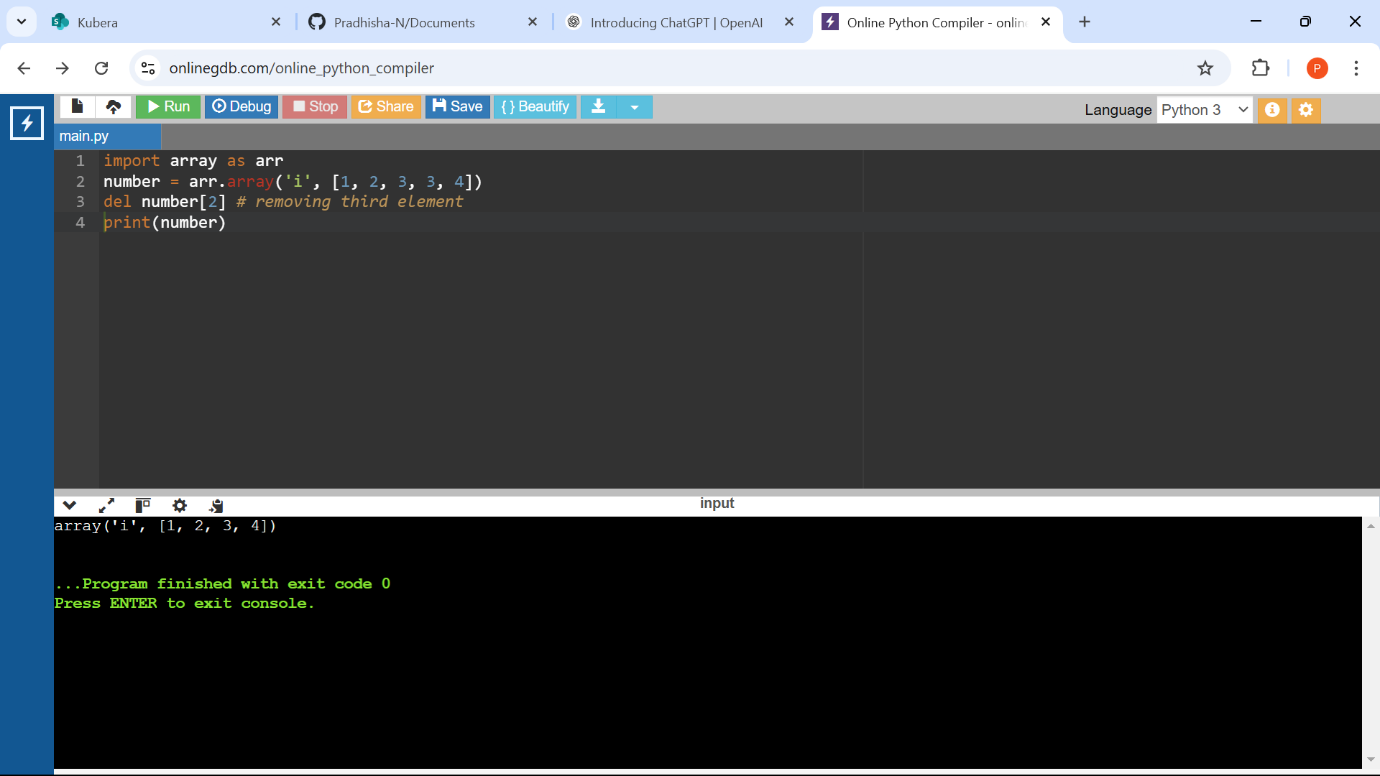 Kubera
Pradhisha-N/Documents
Introducing ChatGPT | OpenAI
Online Python Compiler - onlin
onlinegdb.com/online_python_compiler
P
Run
Debug
Stop
Share
Save
{ } Beautify
Language Python 3
main.py
1 import array as arr
2 number = arr.array('i', [1, 2, 3, 3, 4])
3 del number[2] # removing third element
4 print(number)
input
array('i', [1, 2, 3, 4])
...Program finished with exit code 0
Press ENTER to exit console.